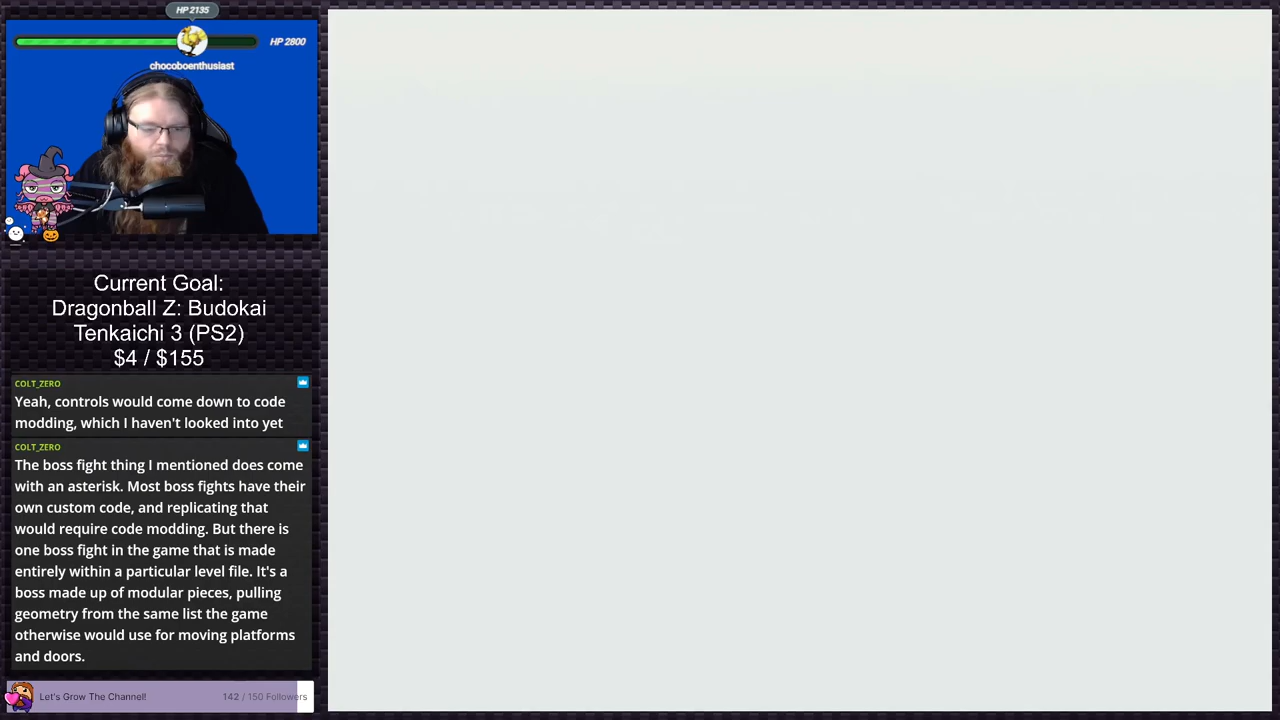 HP 2135
HP 2800
chocoboenthusiast
Current Goal:
Dragonball Z: Budokai
Tenkaichi 3 (PS2)
$4 / $155
COLT_ZERO
Yeah, controls would come down to code
modding, which I haven't looked into yet
COLT_ZERO
The boss fight thing I mentioned does come
with an asterisk. Most boss fights have their
own custom code, and replicating that
would require code modding. But there is
one boss fight in the game that is made
entirely within a particular level file. It's a
boss made up of modular pieces, pulling
geometry from the same list the game
otherwise would use for moving platforms
and doors.
Let's Grow The Channel! 142 / 150 Followers